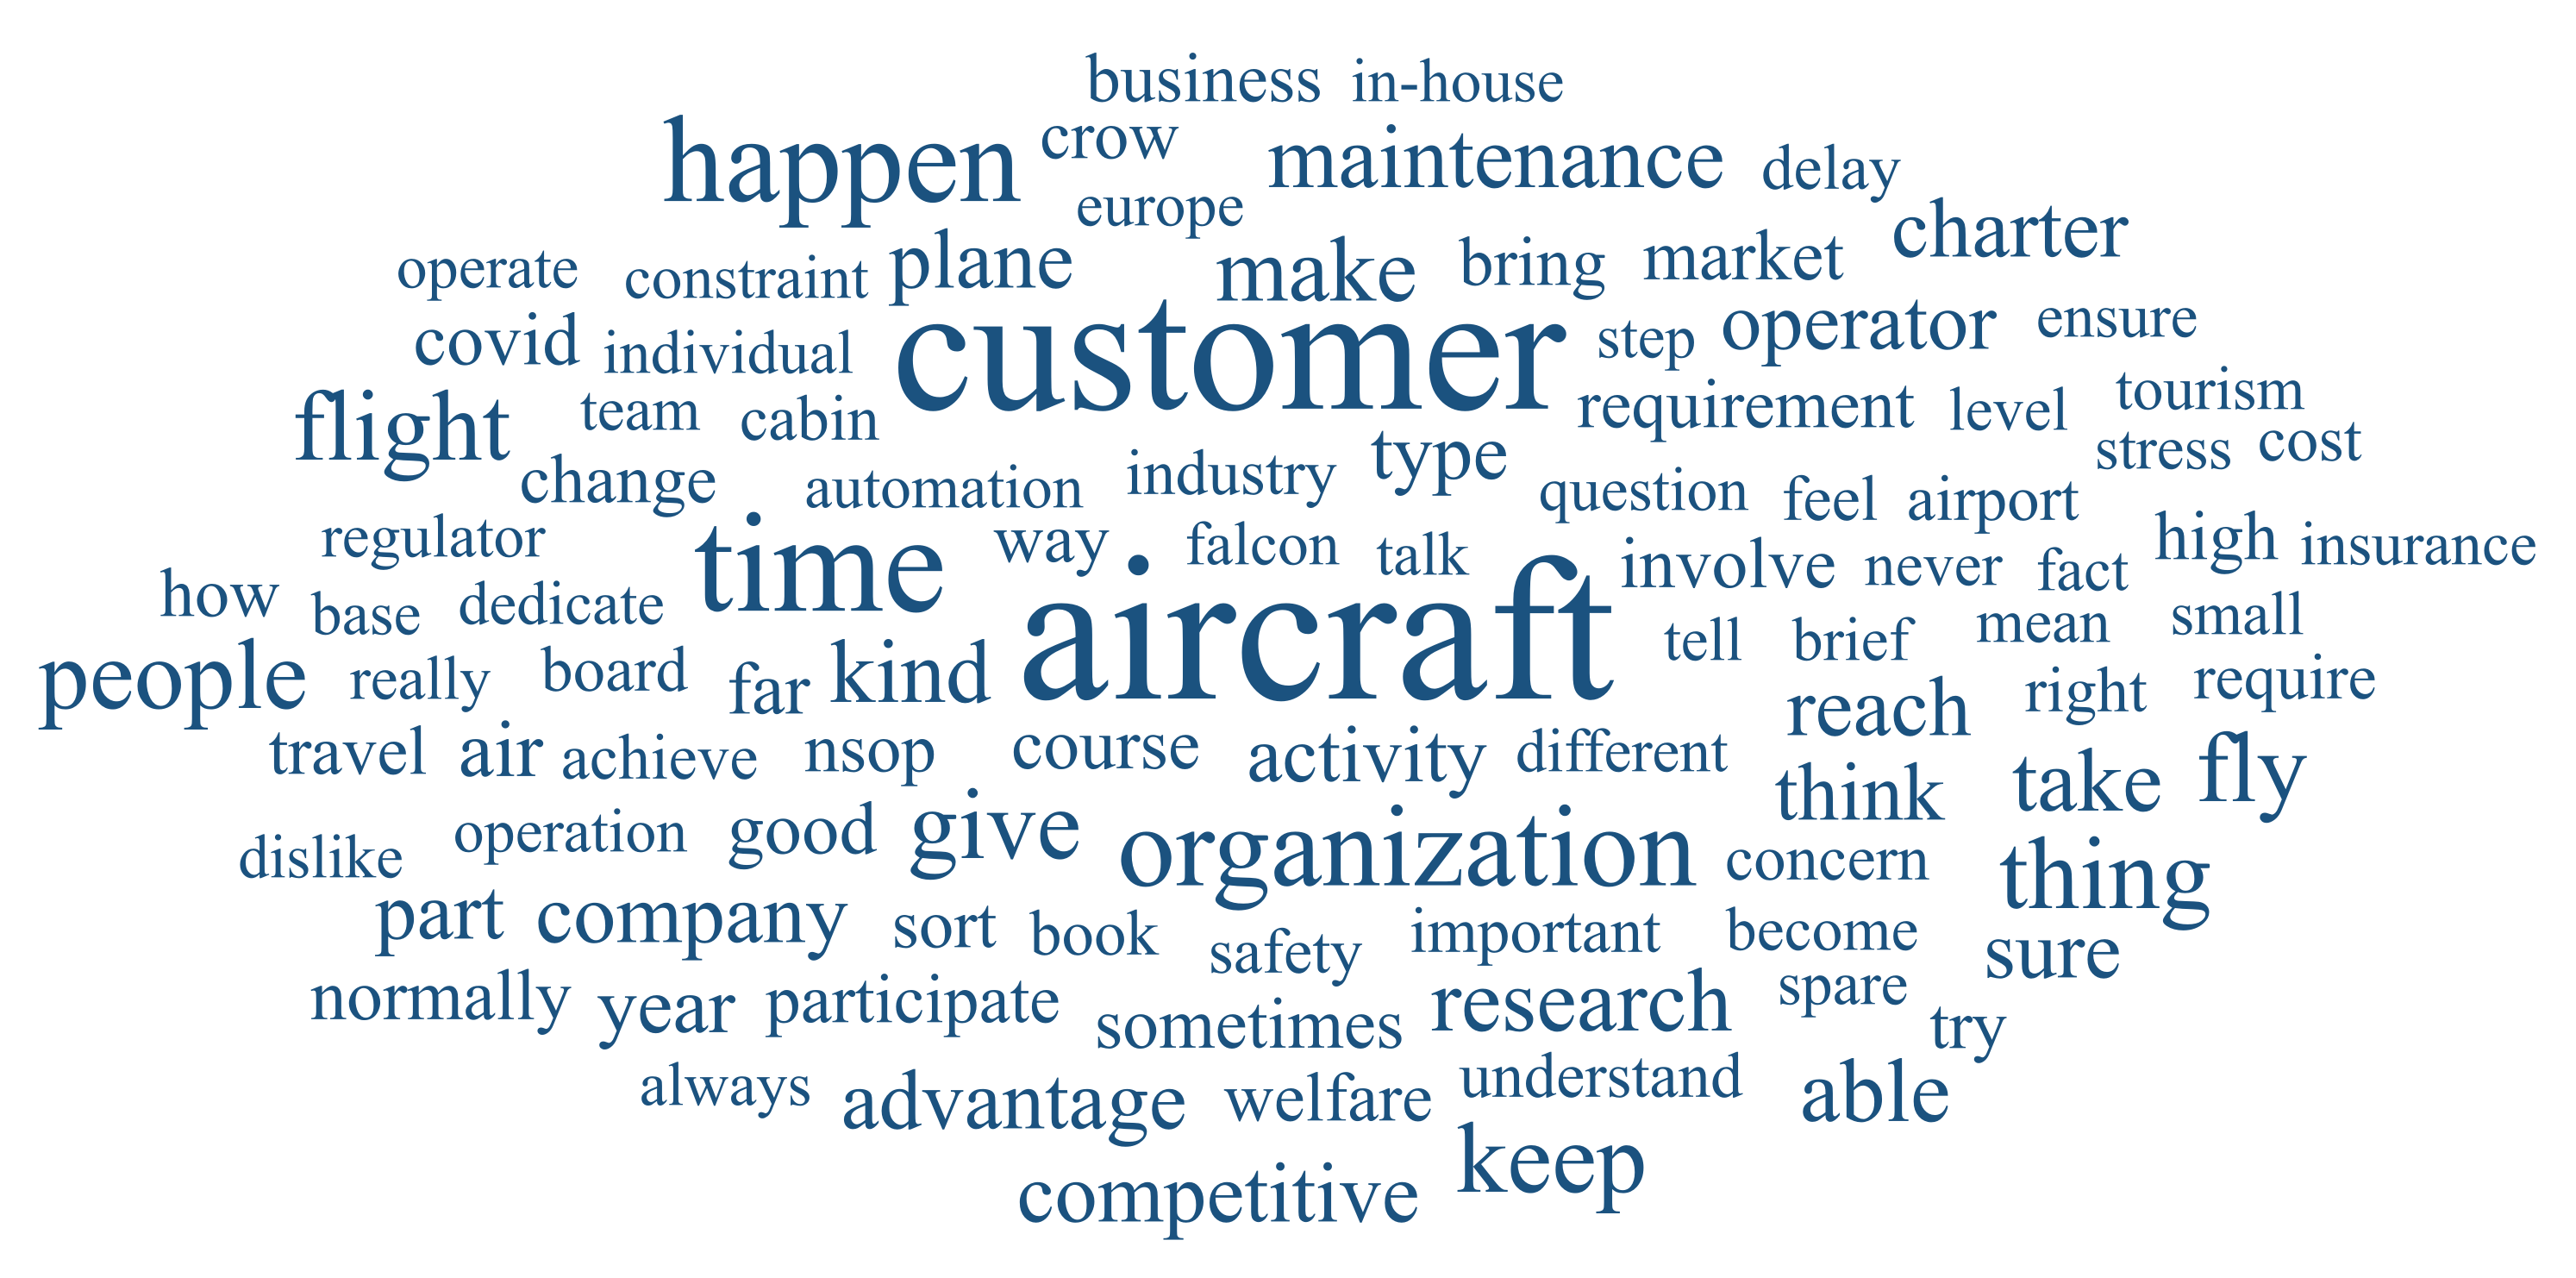 business in-house
happen crow maintenance delay
europe charter
operate constraint plane make bring market
covid individual customer step operator ensure
flight team cabin requirement level tourism
change automation industry type question feel airport stress cost
regulator time way falcon talk involve never fact high insurance
how base dedicate aircraft tell brief mean small
people really board far kind reach right require
travel air achieve nsop course activity different think take fly
dislike operation good give organization concern thing
part company sort book safety important become sure
normally year participate sometimes research spare try
always advantage welfare understand able
competitive keep